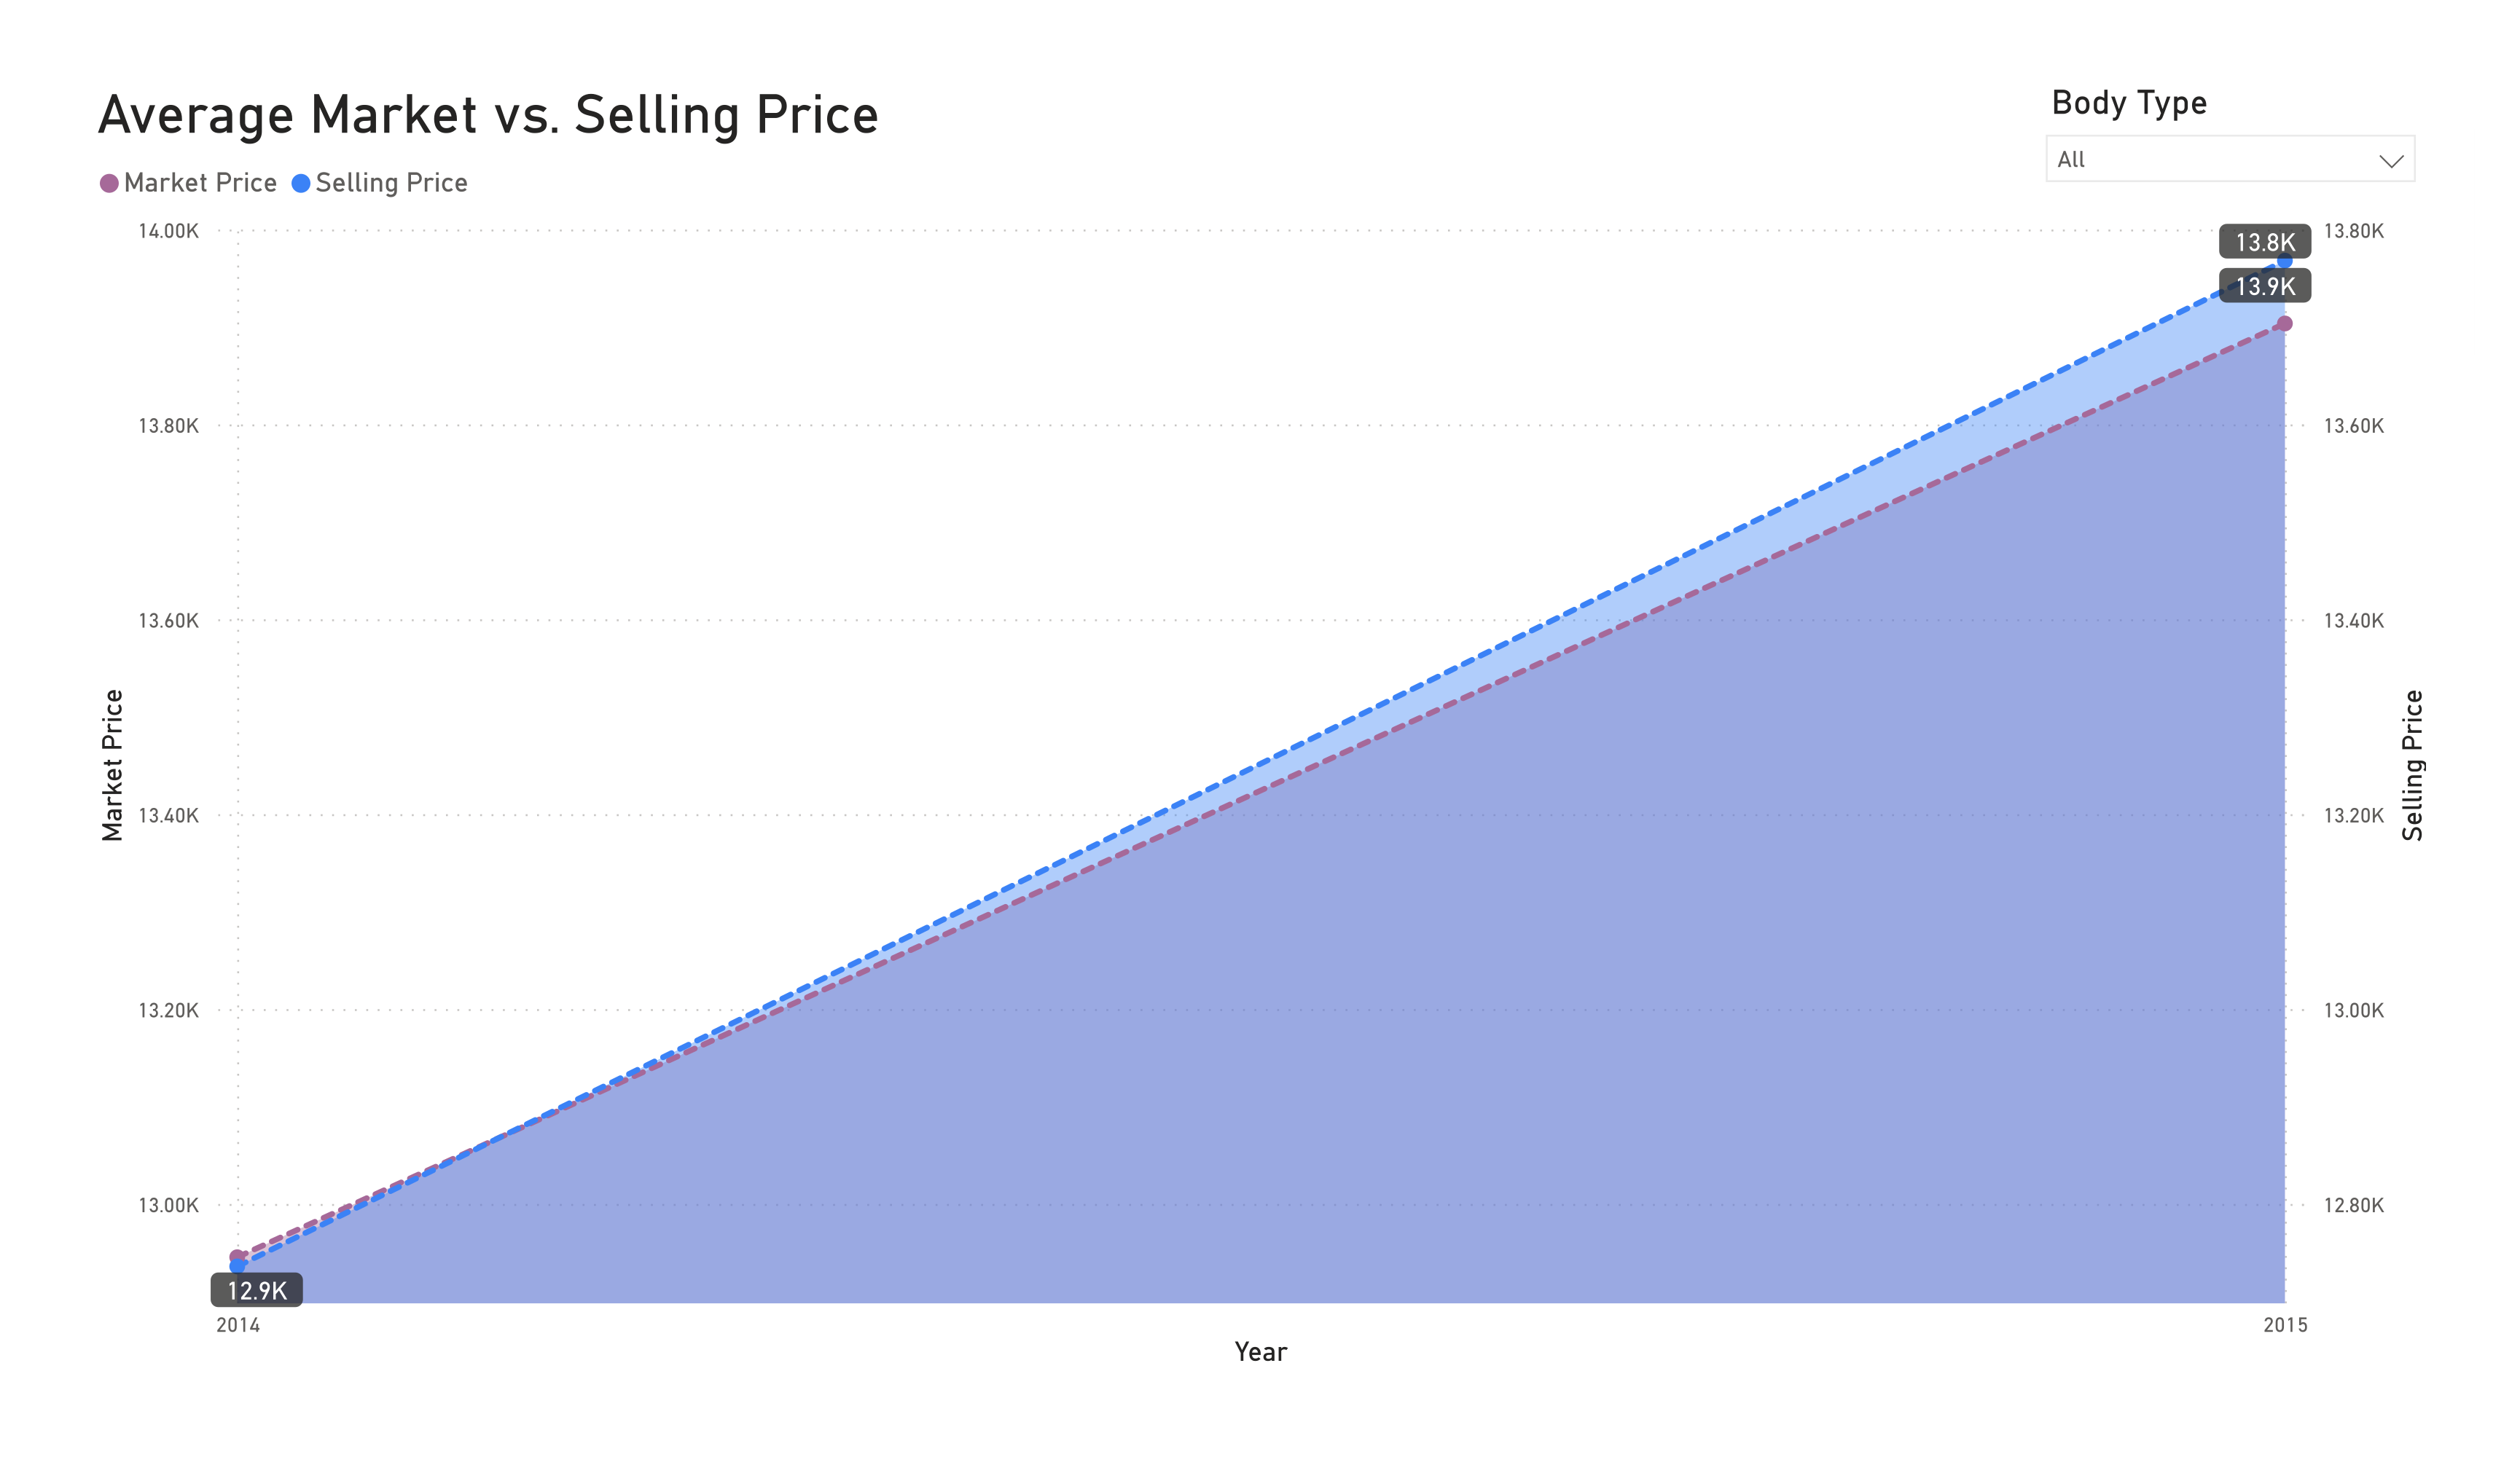 Average Market vs. Selling Price
Body Type
All
Market Price
Selling Price
14.00K
13.80K
13.60K
13.40K
13.20K
13.00K
Market Price
13.80K
13.60K
13.40K
13.20K
13.00K
12.80K
Selling Price
13.8K
13.9K
12.9K
2014
2015
Year